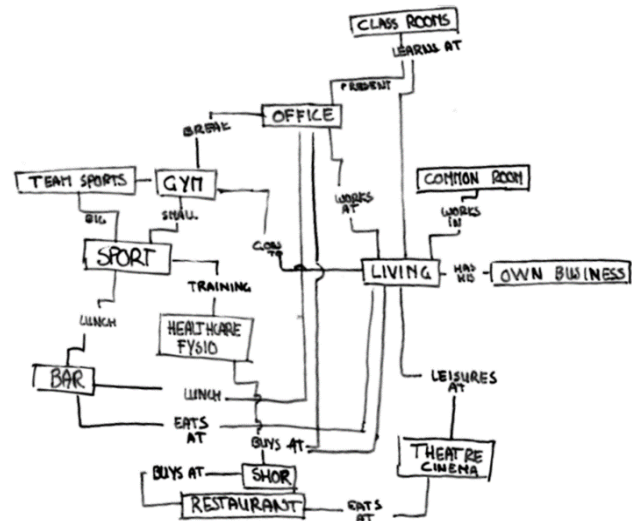 CLASS ROOMS
LEARNS AT
PRESENT
OFFICE
BREAK
TEAM SPORTS
GYM
COMMON ROOM
BIG
SMALL
WORKS
AT
WORKS
IN
SPORT
GOES
TO
LIVING
HAS
HIS
OWN BUSINESS
TRAINING
LUNCH
HEALTHCARE
FYSIO
BAR
LUNCH
LEISURES
AT
EATS
AT
BUYS AT
THEATRE
CINEMA
BUYS AT
SHOP
RESTAURANT
EATS
AT